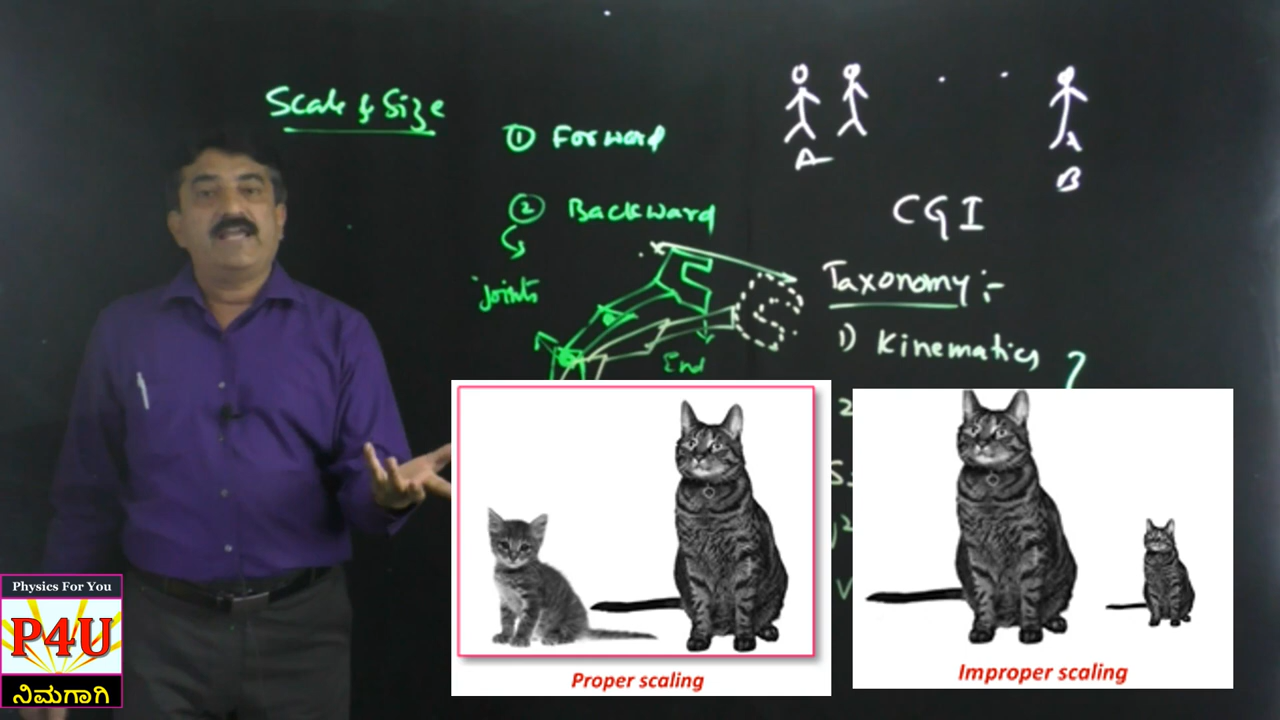 Scale & Size
① Forward
② Backward
joints
End
A
B
CGI
Taxonomy :-
1) Kinematics
2
Proper scaling
Improper scaling
Physics For You
P4U
ನಿಮಗಾಗಿ